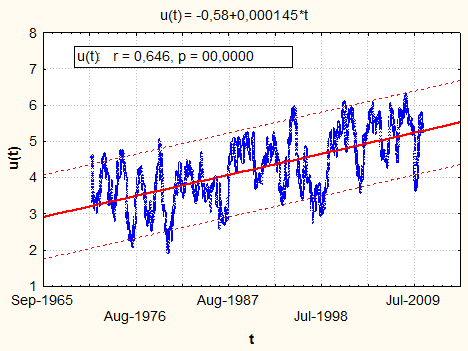 u(t) = -0,58+0,000145*t
u(t): r = 0,646, p = 00,0000
8
7
6
5
4
3
2
1
u(t)
Sep-1965
Aug-1976
Aug-1987
Jul-1998
Jul-2009
t